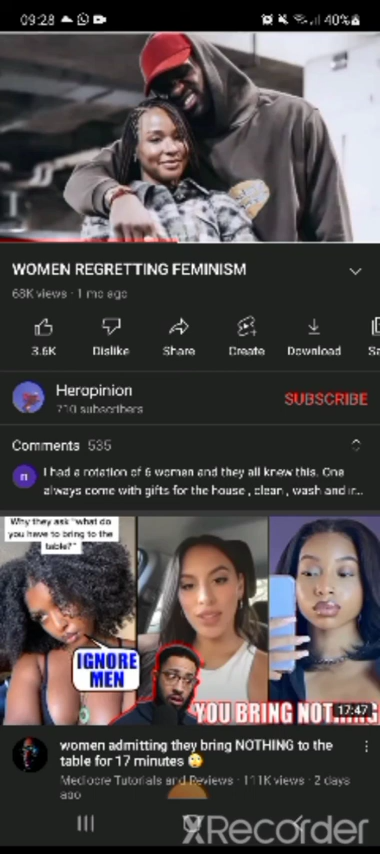 09:28
40%
WOMEN REGRETTING FEMINISM
68K views · 1 mo ago
3.6K
Dislike
Share
Create
Download
Sa
Heropinion
710 subscribers
SUBSCRIBE
Comments 535
I had a rotation of 6 women and they all knew this. One
always come with gifts for the house , clean , wash and ir...
Why they ask "what do
you have to bring to the
table?"
IGNORE
MEN
YOU BRING NOTHING
17:47
women admitting they bring NOTHING to the
table for 17 minutes 😳
Mediocre Tutorials and Reviews · 111K views · 2 days
ago
XRecorder